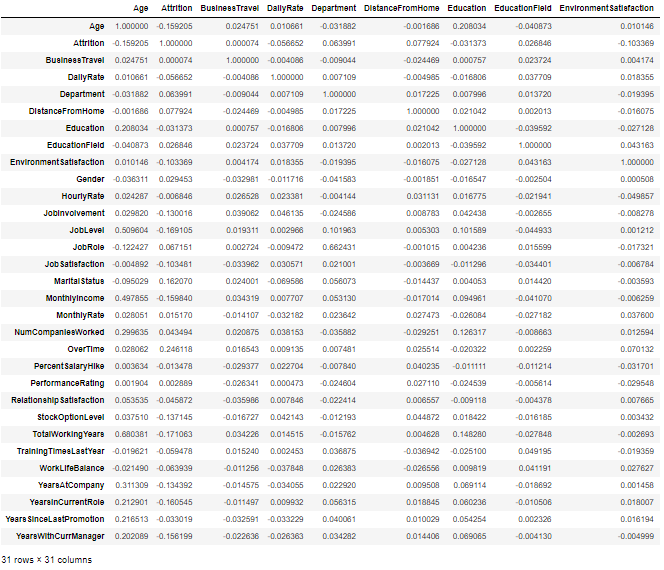 Age Attrition BusinessTravel DailyRate Department DistanceFromHome Education EducationField EnvironmentSatisfaction
Age 1.000000 -0.159205 0.024751 0.010661 -0.031882 -0.001686 0.208034 -0.040873 0.010146
Attrition -0.159205 1.000000 0.000074 -0.056652 0.063991 0.077924 -0.031373 0.026846 -0.103369
BusinessTravel 0.024751 0.000074 1.000000 -0.004086 -0.009044 -0.024469 0.000757 0.023724 0.004174
DailyRate 0.010661 -0.056652 -0.004086 1.000000 0.007109 -0.004985 -0.016806 0.037709 0.018355
Department -0.031882 0.063991 -0.009044 0.007109 1.000000 0.017225 0.007996 0.013720 -0.019395
DistanceFromHome -0.001686 0.077924 -0.024469 -0.004985 0.017225 1.000000 0.021042 0.002013 -0.016075
Education 0.208034 -0.031373 0.000757 -0.016806 0.007996 0.021042 1.000000 -0.039592 -0.027128
EducationField -0.040873 0.026846 0.023724 0.037709 0.013720 0.002013 -0.039592 1.000000 0.043163
EnvironmentSatisfaction 0.010146 -0.103369 0.004174 0.018355 -0.019395 -0.016075 -0.027128 0.043163 1.000000
Gender -0.036311 0.029453 -0.032981 -0.011716 -0.041583 -0.001851 -0.016547 -0.002504 0.000508
HourlyRate 0.024287 -0.006846 0.026528 0.023381 -0.004144 0.031131 0.016775 -0.021941 -0.049857
JobInvolvement 0.029820 -0.130016 0.039062 0.046135 -0.024586 0.008783 0.042438 -0.002655 -0.008278
JobLevel 0.509604 -0.169105 0.019311 0.002966 0.101963 0.005303 0.101589 -0.044933 0.001212
JobRole -0.122427 0.067151 0.002724 -0.009472 0.662431 -0.001015 0.004236 0.015599 -0.017321
JobSatisfaction -0.004892 -0.103481 -0.033962 0.030571 0.021001 -0.003669 -0.011296 -0.034401 -0.006784
MaritalStatus -0.095029 0.162070 0.024001 -0.069586 0.056073 -0.014437 0.004053 0.014420 -0.003593
MonthlyIncome 0.497855 -0.159840 0.034319 0.007707 0.053130 -0.017014 0.094961 -0.041070 -0.006259
MonthlyRate 0.028051 0.015170 -0.014107 -0.032182 0.023642 0.027473 -0.026084 -0.027182 0.037600
NumCompaniesWorked 0.299635 0.043494 0.020875 0.038153 -0.035882 -0.029251 0.126317 -0.008663 0.012594
OverTime 0.028062 0.246118 0.016543 0.009135 0.007481 0.025514 -0.020322 0.002259 0.070132
PercentSalaryHike 0.003634 -0.013478 -0.029377 0.022704 -0.007840 0.040235 -0.011111 -0.011214 -0.031701
PerformanceRating 0.001904 0.002889 -0.026341 0.000473 -0.024604 0.027110 -0.024539 -0.005614 -0.029548
RelationshipSatisfaction 0.053535 -0.045872 -0.035986 0.007846 -0.022414 0.006557 -0.009118 -0.004378 0.007665
StockOptionLevel 0.037510 -0.137145 -0.016727 0.042143 -0.012193 0.044872 0.018422 -0.016185 0.003432
TotalWorkingYears 0.680381 -0.171063 0.034226 0.014515 -0.015762 0.004628 0.148280 -0.027848 -0.002693
TrainingTimesLastYear -0.019621 -0.059478 0.015240 0.002453 0.036875 -0.036942 -0.025100 0.049195 -0.019359
WorkLifeBalance -0.021490 -0.063939 -0.011256 -0.037848 0.026383 -0.026556 0.009819 0.041191 0.027627
YearsAtCompany 0.311309 -0.134392 -0.014575 -0.034055 0.022920 0.009508 0.069114 -0.018692 0.001458
YearsInCurrentRole 0.212901 -0.160545 -0.011497 0.009932 0.056315 0.018845 0.060236 -0.010506 0.018007
YearsSinceLastPromotion 0.216513 -0.033019 -0.032591 -0.033229 0.040061 0.010029 0.054254 0.002326 0.016194
YearsWithCurrManager 0.202089 -0.156199 -0.022636 -0.026363 0.034282 0.014406 0.069065 -0.004130 -0.004999
31 rows × 31 columns